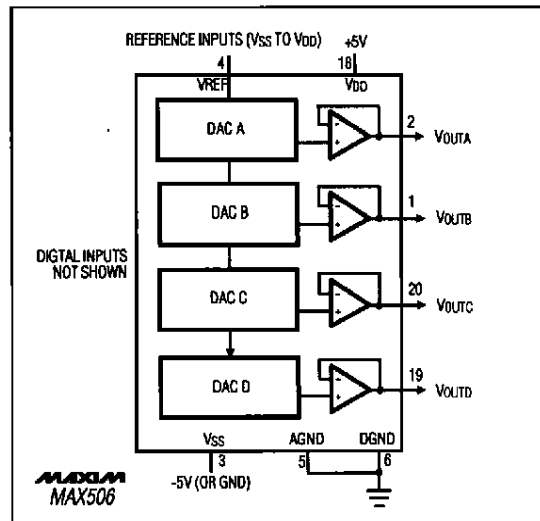 REFERENCE INPUTS (VSS TO VDD) +5V
4 18
VREF VDD
DAC A
2
VOUTA
DAC B
1
VOUTB
DIGTAL INPUTS
NOT SHOWN
DAC C
20
VOUTC
DAC D
19
VOUTD
VSS AGND DGND
3 5 6
-5V (OR GND)
MAXIM
MAX506